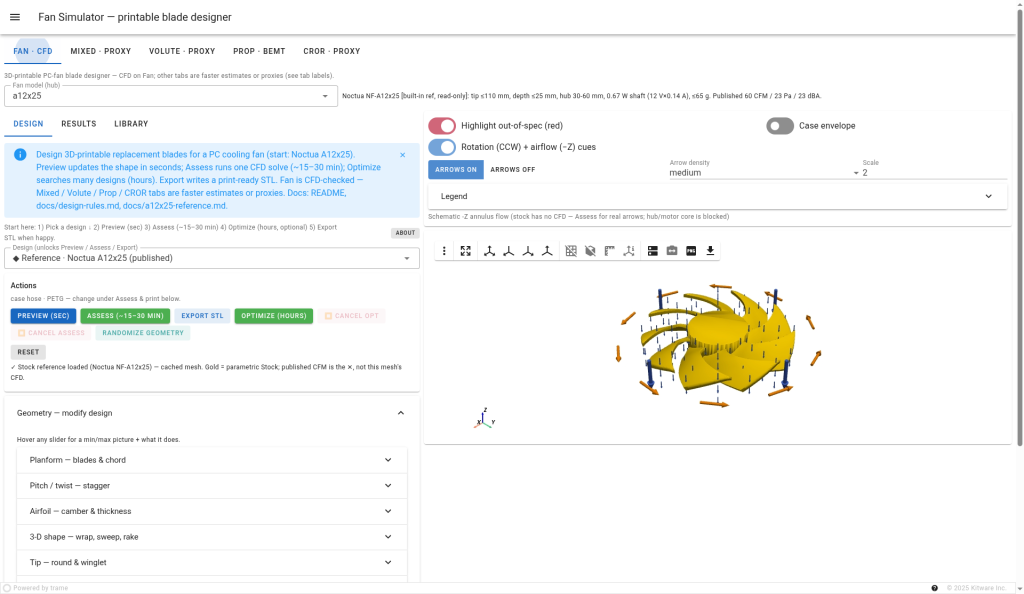 Fan Simulator — printable blade designer
FAN · CFD
MIXED · PROXY
VOLUTE · PROXY
PROP · BEMT
CROR · PROXY
3D-printable PC-fan blade designer — CFD on Fan; other tabs are faster estimates or proxies (see tab labels).
Fan model (hub)
a12x25
Noctua NF-A12x25 [built-in ref, read-only]: tip ≤110 mm, depth ≤25 mm, hub 30-60 mm, 0.67 W shaft (12 V×0.14 A), ≤65 g. Published 60 CFM / 23 Pa / 23 dBA.
DESIGN
RESULTS
LIBRARY
Design 3D-printable replacement blades for a PC cooling fan (start: Noctua A12x25).
Preview updates the shape in seconds; Assess runs one CFD solve (~15–30 min); Optimize
searches many designs (hours). Export writes a print-ready STL. Fan is CFD-checked —
Mixed / Volute / Prop / CROR tabs are faster estimates or proxies. Docs: README,
docs/design-rules.md, docs/a12x25-reference.md.
Start here: 1) Pick a design ↓ 2) Preview (sec) 3) Assess (~15–30 min) 4) Optimize (hours, optional) 5) Export
STL when happy.
ABOUT
Design (unlocks Preview / Assess / Export)
◆ Reference · Noctua A12x25 (published)
Actions
case hose · PETG — change under Assess & print below.
PREVIEW (SEC)
ASSESS (~15–30 MIN)
EXPORT STL
OPTIMIZE (HOURS)
CANCEL OPT
CANCEL ASSESS
RANDOMIZE GEOMETRY
RESET
✓ Stock reference loaded (Noctua NF-A12x25) — cached mesh. Gold = parametric Stock; published CFM is the ×, not this mesh's
CFD.
Geometry — modify design
Hover any slider for a min/max picture + what it does.
Planform — blades & chord
Pitch / twist — stagger
Airfoil — camber & thickness
3-D shape — wrap, sweep, rake
Tip — round & winglet
Highlight out-of-spec (red)
Case envelope
Rotation (CCW) + airflow (−Z) cues
ARROWS ON
ARROWS OFF
Arrow density
medium
Scale
2
Legend
Schematic -Z annulus flow (stock has no CFD — Assess for real arrows; hub/motor core is blocked)
PNG
Z
X
Y
Powered by trame
© 2025 Kitware Inc.